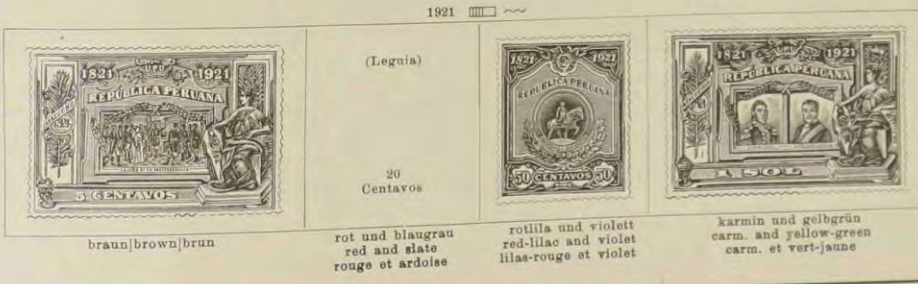 1921
1821 1921
REPUBLICA PERUANA
5 CENTAVOS
braun|brown|brun
(Leguia)
20
Centavos
rot und blaugrau
red and slate
rouge et ardoise
1821 1921
REPUBLICA PERUANA
50 CENTAVOS 50
rotlila und violett
red-lilac and violet
lilas-rouge et violet
1821 1921
REPÚBLICA PERUANA
1 SOL
karmin und gelbgrün
carm. and yellow-green
carm. et vert-jaune